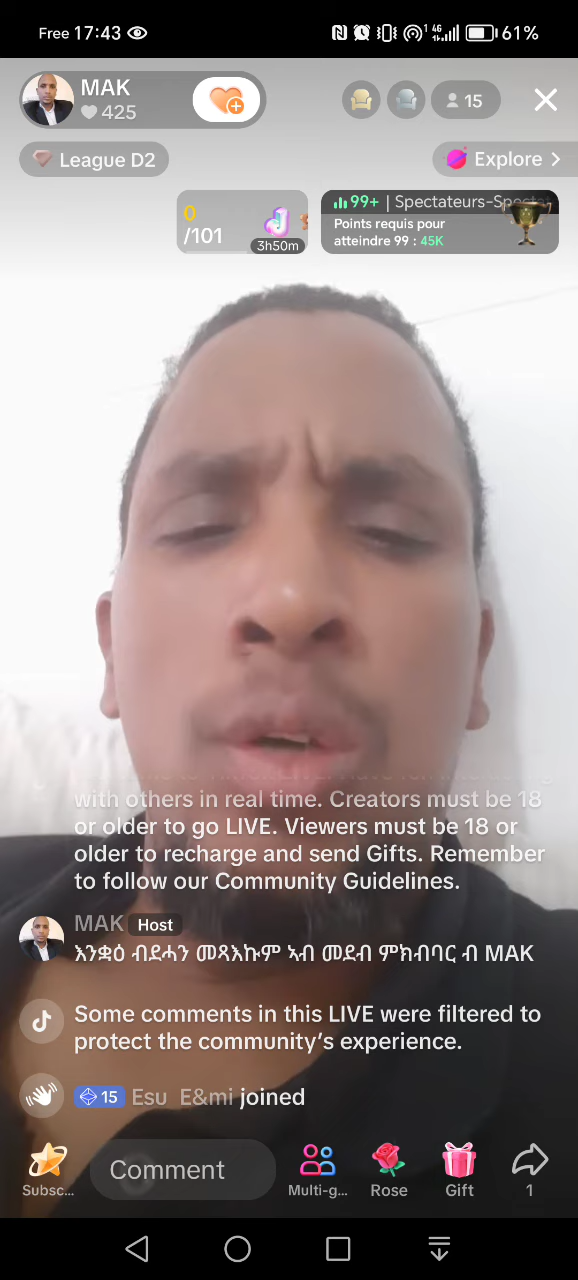 Free 17:43
4G
61%
MAK
425
15
League D2
Explore
0
/101
3h50m
99+ | Spectateurs-Specta
Points requis pour
atteindre 99 : 45K
with others in real time. Creators must be 18
or older to go LIVE. Viewers must be 18 or
older to recharge and send Gifts. Remember
to follow our Community Guidelines.
MAK Host
እንቋዕ ብደሓን መጻእኩም ኣብ መደብ ምክብባር ብ MAK
Some comments in this LIVE were filtered to
protect the community's experience.
15 Esu E&mi joined
Comment
Subsc... Multi-g... Rose Gift 1